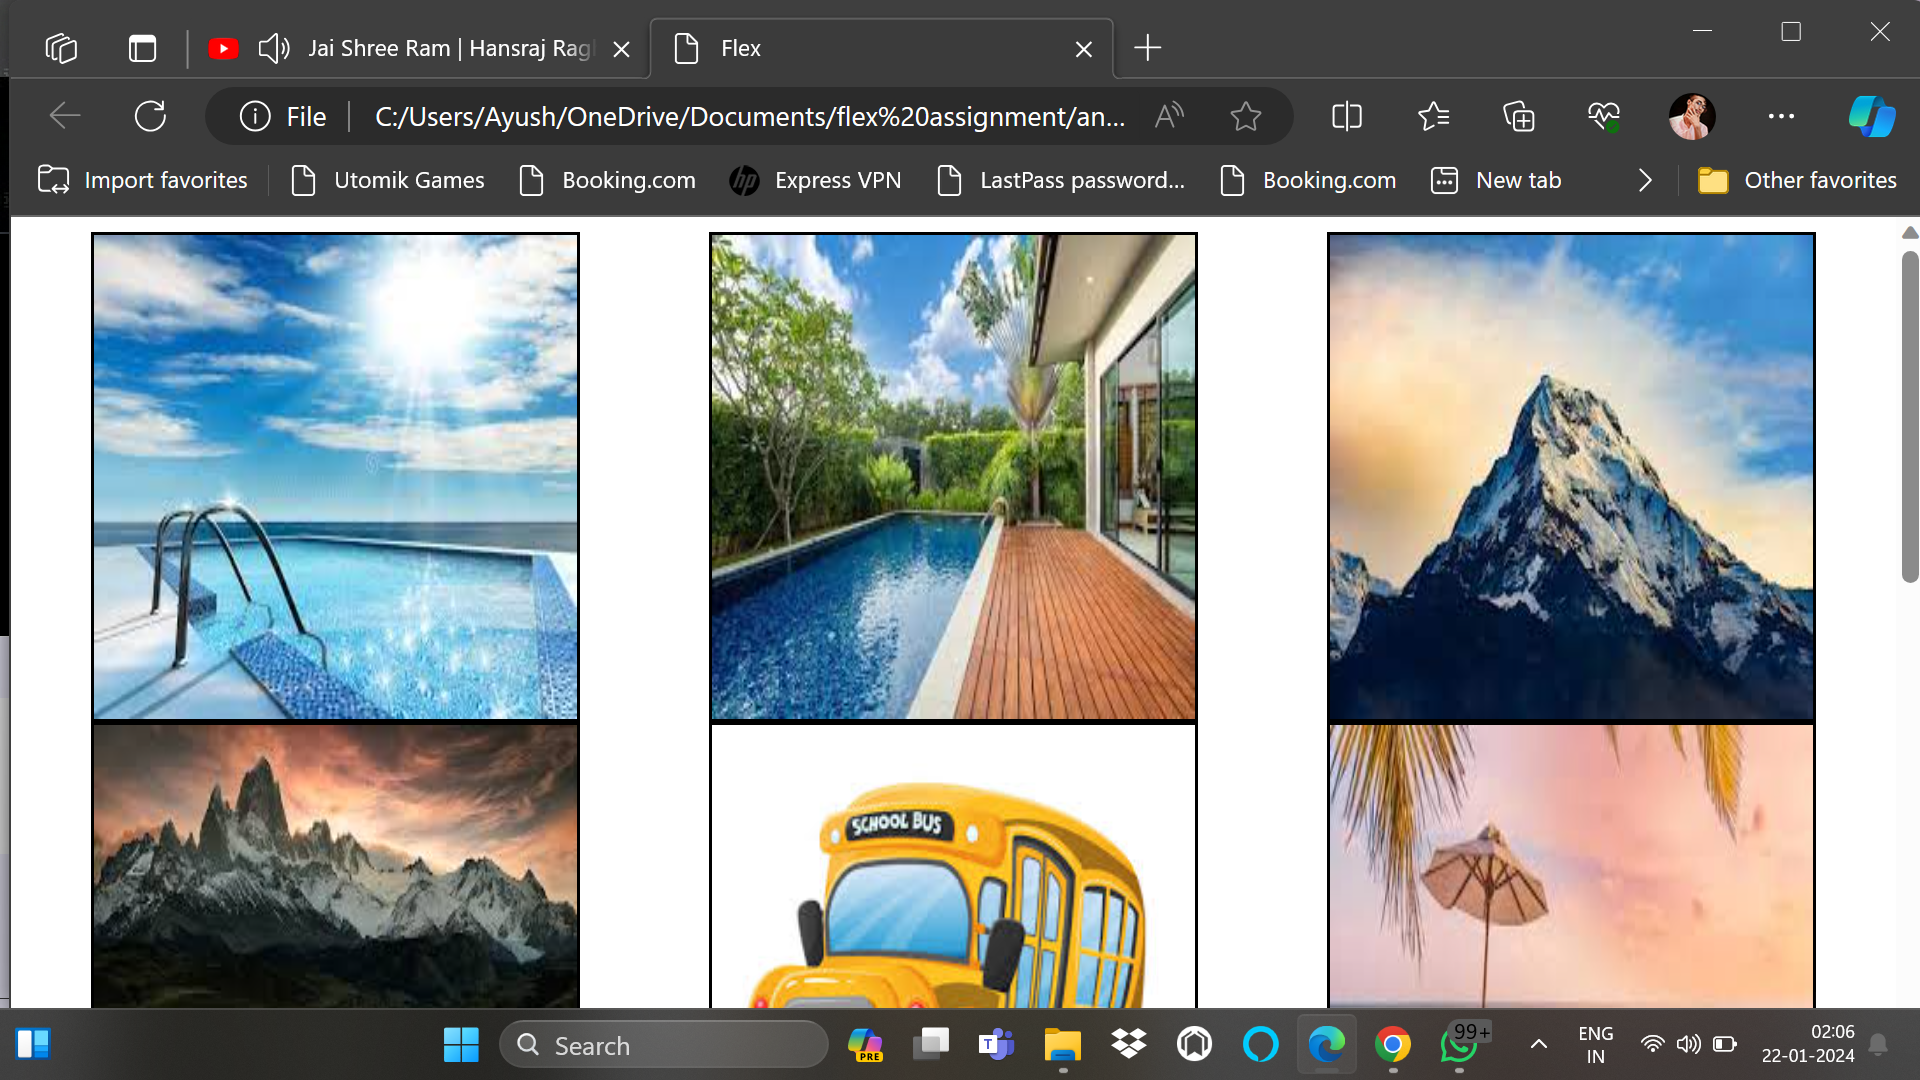 Jai Shree Ram | Hansraj Rag
Flex
File
C:/Users/Ayush/OneDrive/Documents/flex%20assignment/an...
Import favorites
Utomik Games
Booking.com
Express VPN
LastPass password...
Booking.com
New tab
Other favorites
SCHOOL BUS
Search
PRE
T
99+
ENG
IN
02:06
22-01-2024